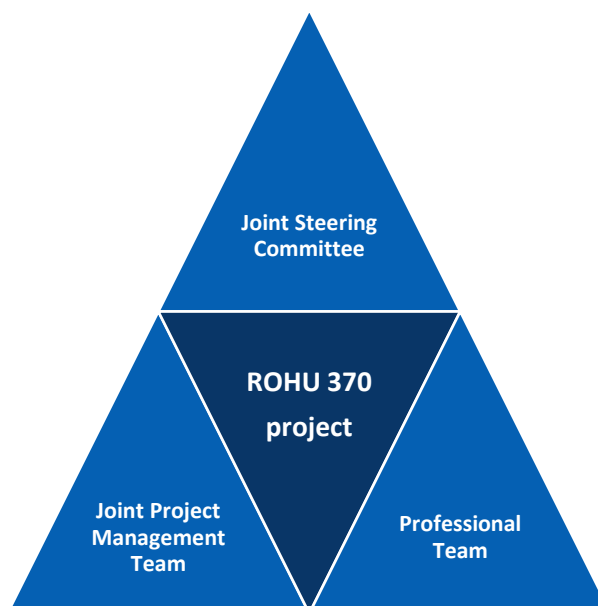 Joint Steering
Committee
ROHU 370
project
Joint Project
Management
Team
Professional
Team